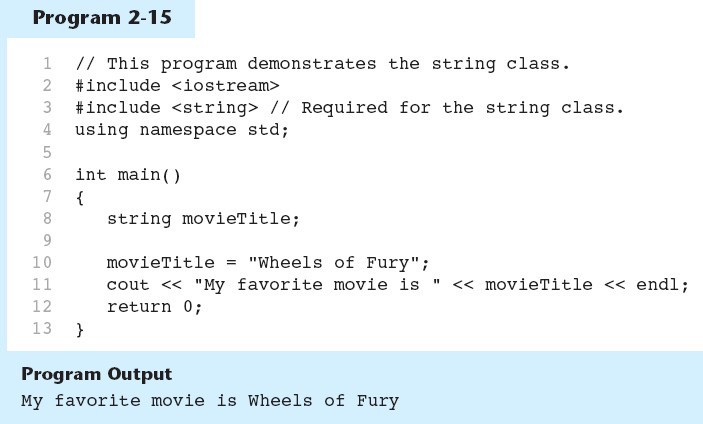 Program 2-15
1 // This program demonstrates the string class.
2 #include <iostream>
3 #include <string> // Required for the string class.
4 using namespace std;
5
6 int main()
7 {
8    string movieTitle;
9
10    movieTitle = "Wheels of Fury";
11    cout << "My favorite movie is " << movieTitle << endl;
12    return 0;
13 }
Program Output
My favorite movie is Wheels of Fury